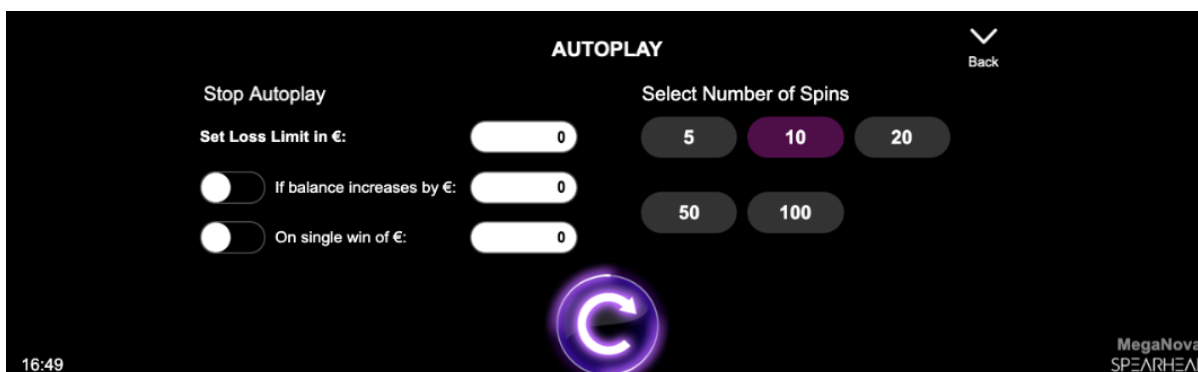 AUTOPLAY
Back
Stop Autoplay
Set Loss Limit in €:
0
If balance increases by €:
0
On single win of €:
0
Select Number of Spins
5
10
20
50
100
16:49
MegaNova